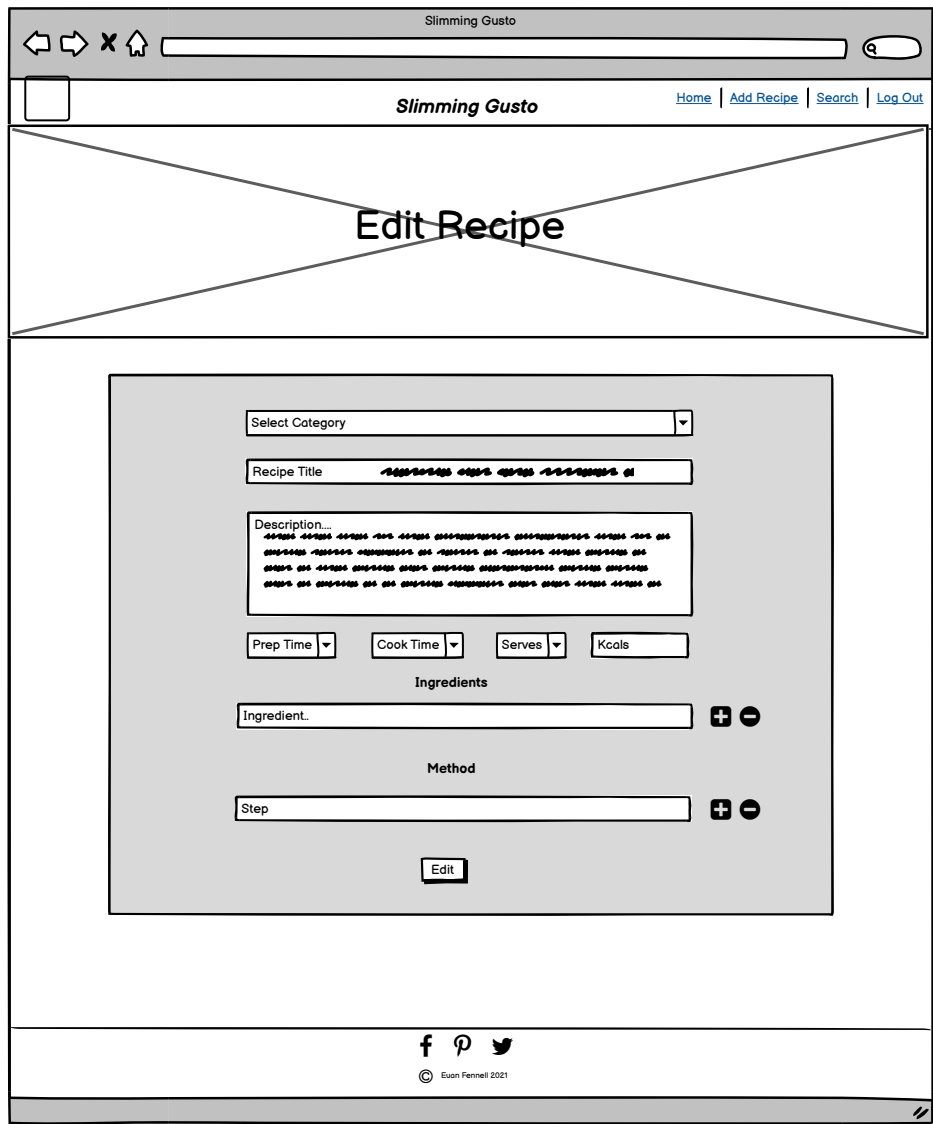 Slimming Gusto
Slimming Gusto
Home Add Recipe Search Log Out
Edit Recipe
Select Category
Recipe Title
Description....
Prep Time Cook Time Serves Kcals
Ingredients
Ingredient..
Method
Step
Edit
© Euan Fennell 2021